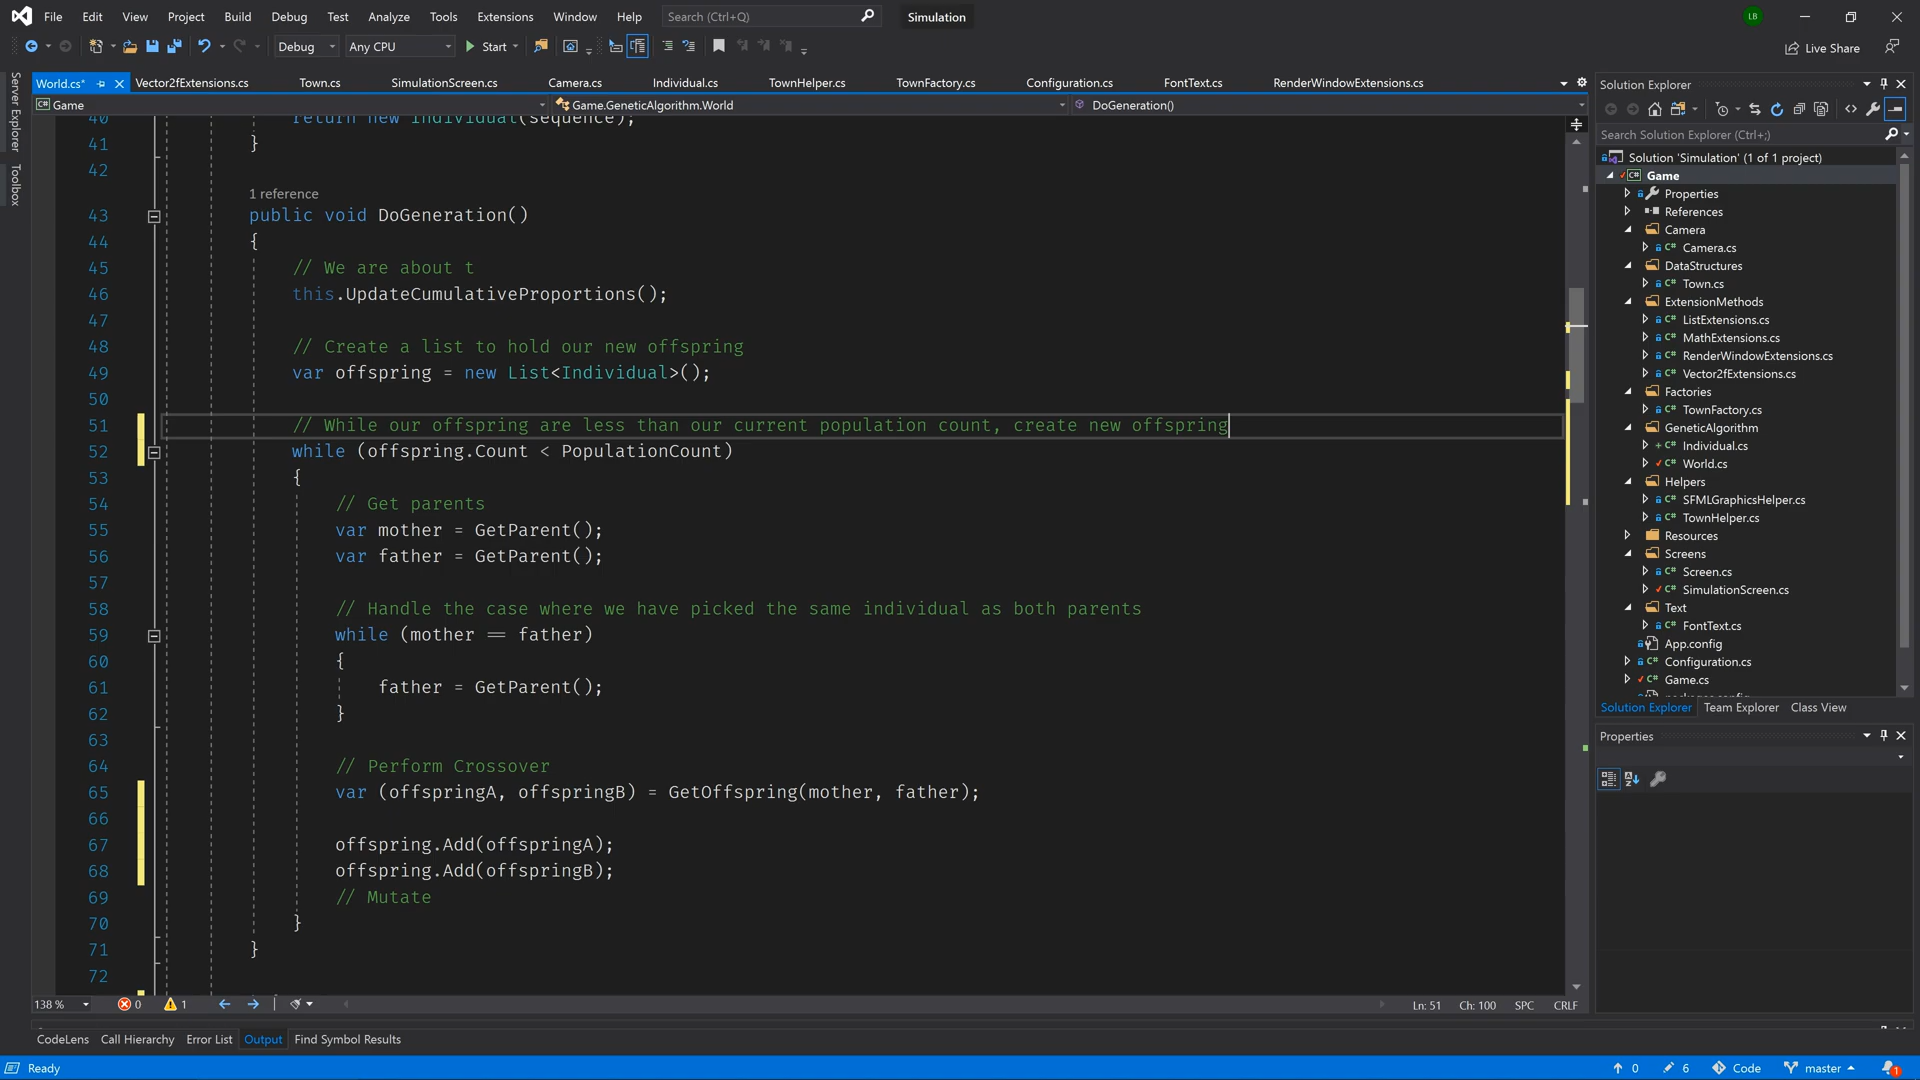 File Edit View Project Build Debug Test Analyze Tools Extensions Window Help Search (Ctrl+Q) Simulation LB
Debug Any CPU Start Live Share
Server Explorer
Toolbox
World.cs* Vector2fExtensions.cs Town.cs SimulationScreen.cs Camera.cs Individual.cs TownHelper.cs TownFactory.cs Configuration.cs FontText.cs RenderWindowExtensions.cs
Game Game.GeneticAlgorithm.World DoGeneration()
40 return new Individual(sequence);
41 }
42
1 reference
43 public void DoGeneration()
44 {
45 // We are about t
46 this.UpdateCumulativeProportions();
47
48 // Create a list to hold our new offspring
49 var offspring = new List<Individual>();
50
51 // While our offspring are less than our current population count, create new offspring
52 while (offspring.Count < PopulationCount)
53 {
54 // Get parents
55 var mother = GetParent();
56 var father = GetParent();
57
58 // Handle the case where we have picked the same individual as both parents
59 while (mother == father)
60 {
61 father = GetParent();
62 }
63
64 // Perform Crossover
65 var (offspringA, offspringB) = GetOffspring(mother, father);
66
67 offspring.Add(offspringA);
68 offspring.Add(offspringB);
69 // Mutate
70 }
71 }
72
138 % 0 1 Ln: 51 Ch: 100 SPC CRLF
CodeLens Call Hierarchy Error List Output Find Symbol Results
Ready 0 6 Code master 1
Solution Explorer
Search Solution Explorer (Ctrl+;)
Solution 'Simulation' (1 of 1 project)
C# Game
Properties
References
Camera
C# Camera.cs
DataStructures
C# Town.cs
ExtensionMethods
C# ListExtensions.cs
C# MathExtensions.cs
C# RenderWindowExtensions.cs
C# Vector2fExtensions.cs
Factories
C# TownFactory.cs
GeneticAlgorithm
C# Individual.cs
C# World.cs
Helpers
C# SFMLGraphicsHelper.cs
C# TownHelper.cs
Resources
Screens
C# Screen.cs
C# SimulationScreen.cs
Text
C# FontText.cs
App.config
C# Configuration.cs
C# Game.cs
Solution Explorer Team Explorer Class View
Properties